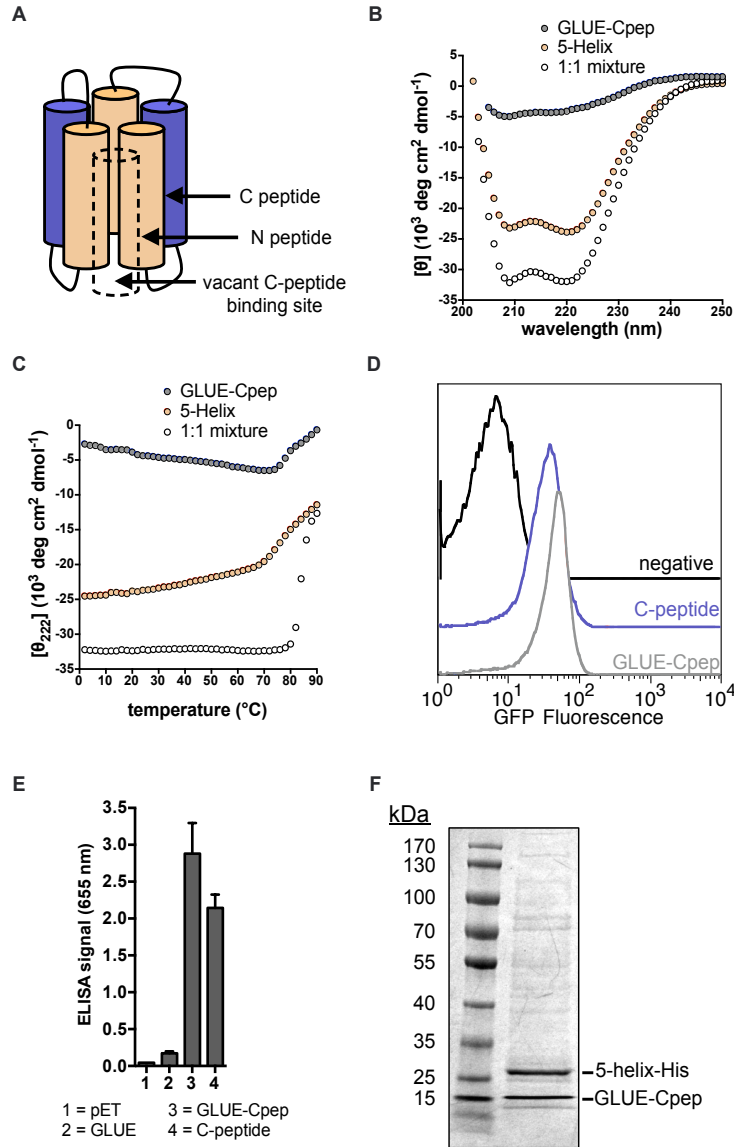 A
C peptide
N peptide
vacant C-peptide
binding site
B
GLUE-Cpep
5-Helix
1:1 mixture
5
0
-5
-10
-15
-20
-25
-30
-35
200 210 220 230 240 250
[θ] (10³ deg cm2 dmol-1)
wavelength (nm)
C
GLUE-Cpep
5-Helix
1:1 mixture
0
-5
-10
-15
-20
-25
-30
-35
0 10 20 30 40 50 60 70 80 90
[θ222] (10³ deg cm2 dmol-1)
temperature (°C)
D
negative
C-peptide
GLUE-Cpep
10⁰ 10¹ 10² 10³ 10⁴
GFP Fluorescence
E
ELISA signal (655 nm)
3.5
3.0
2.5
2.0
1.5
1.0
0.5
0.0
1 2 3 4
1 = pET 3 = GLUE-Cpep
2 = GLUE 4 = C-peptide
F
kDa
170
130
100
70
55
40
35
25
15
5-helix-His
GLUE-Cpep